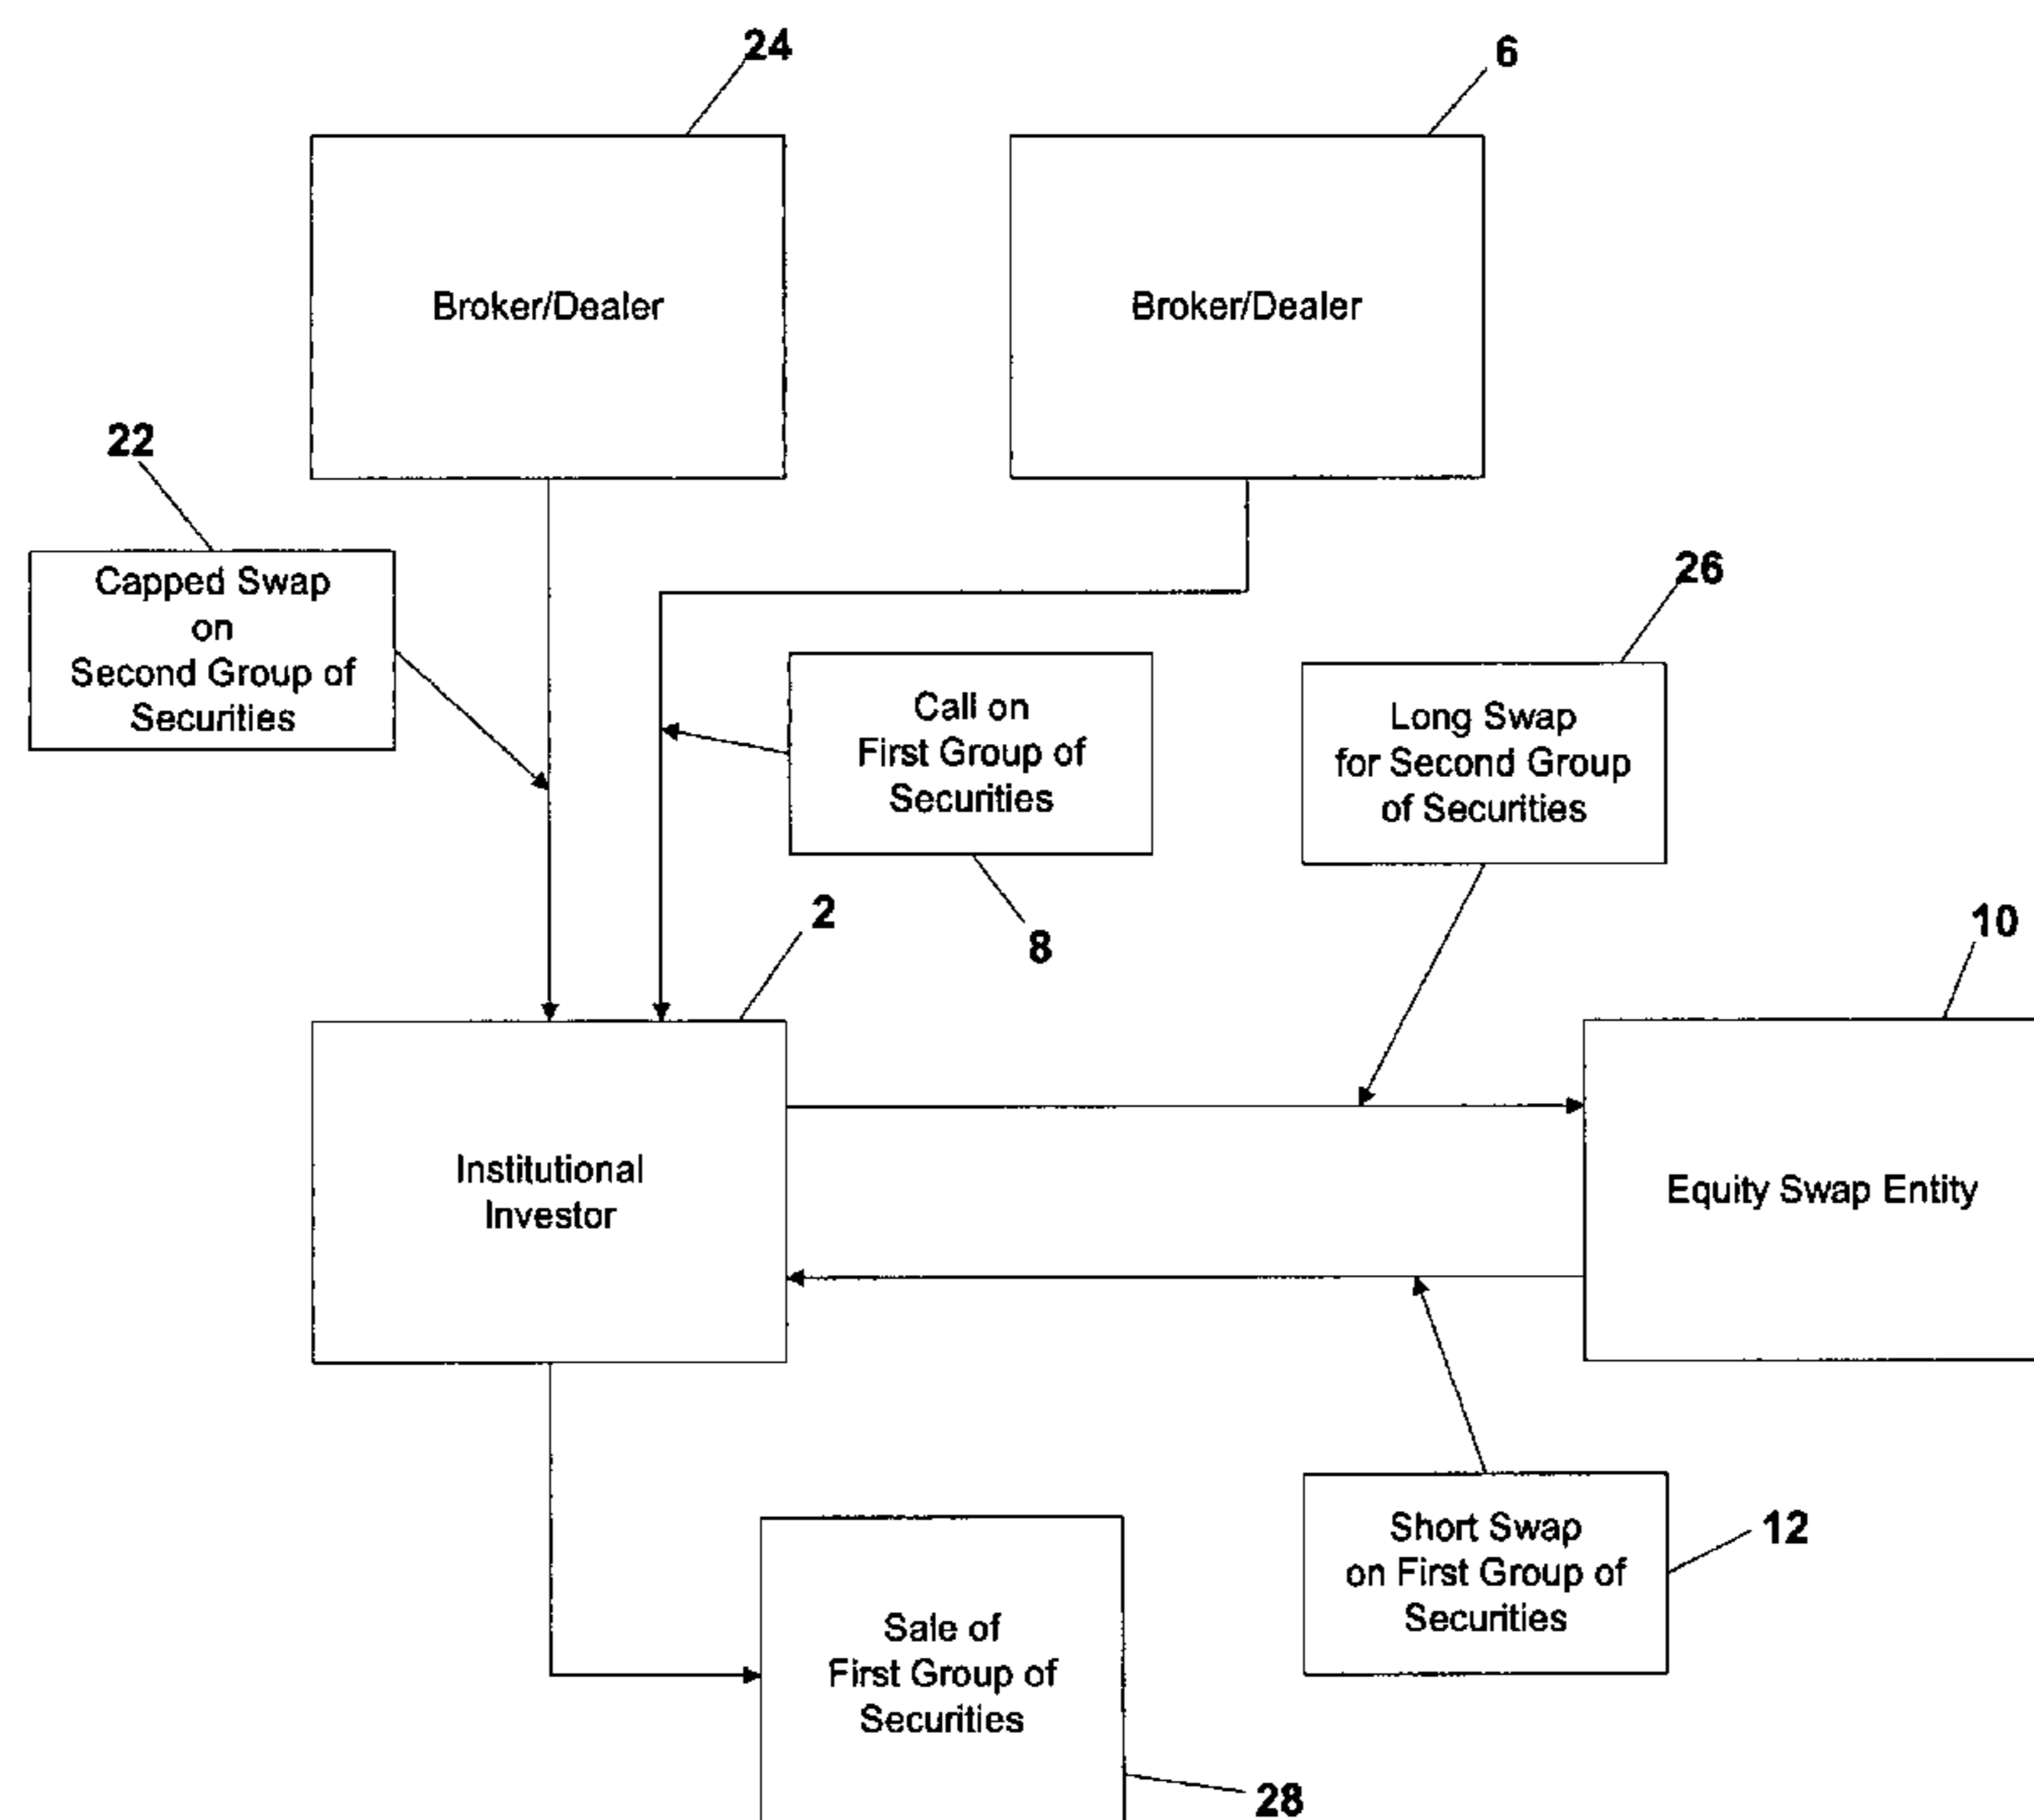 24
6
Broker/Dealer
Broker/Dealer
22
Capped Swap
on
Second Group of
Securities
26
Call on
First Group of
Securities
Long Swap
for Second Group
of Securities
2
8
10
Institutional
Investor
Equity Swap Entity
Short Swap
on First Group of
Securities
12
Sale of
First Group of
Securities
28